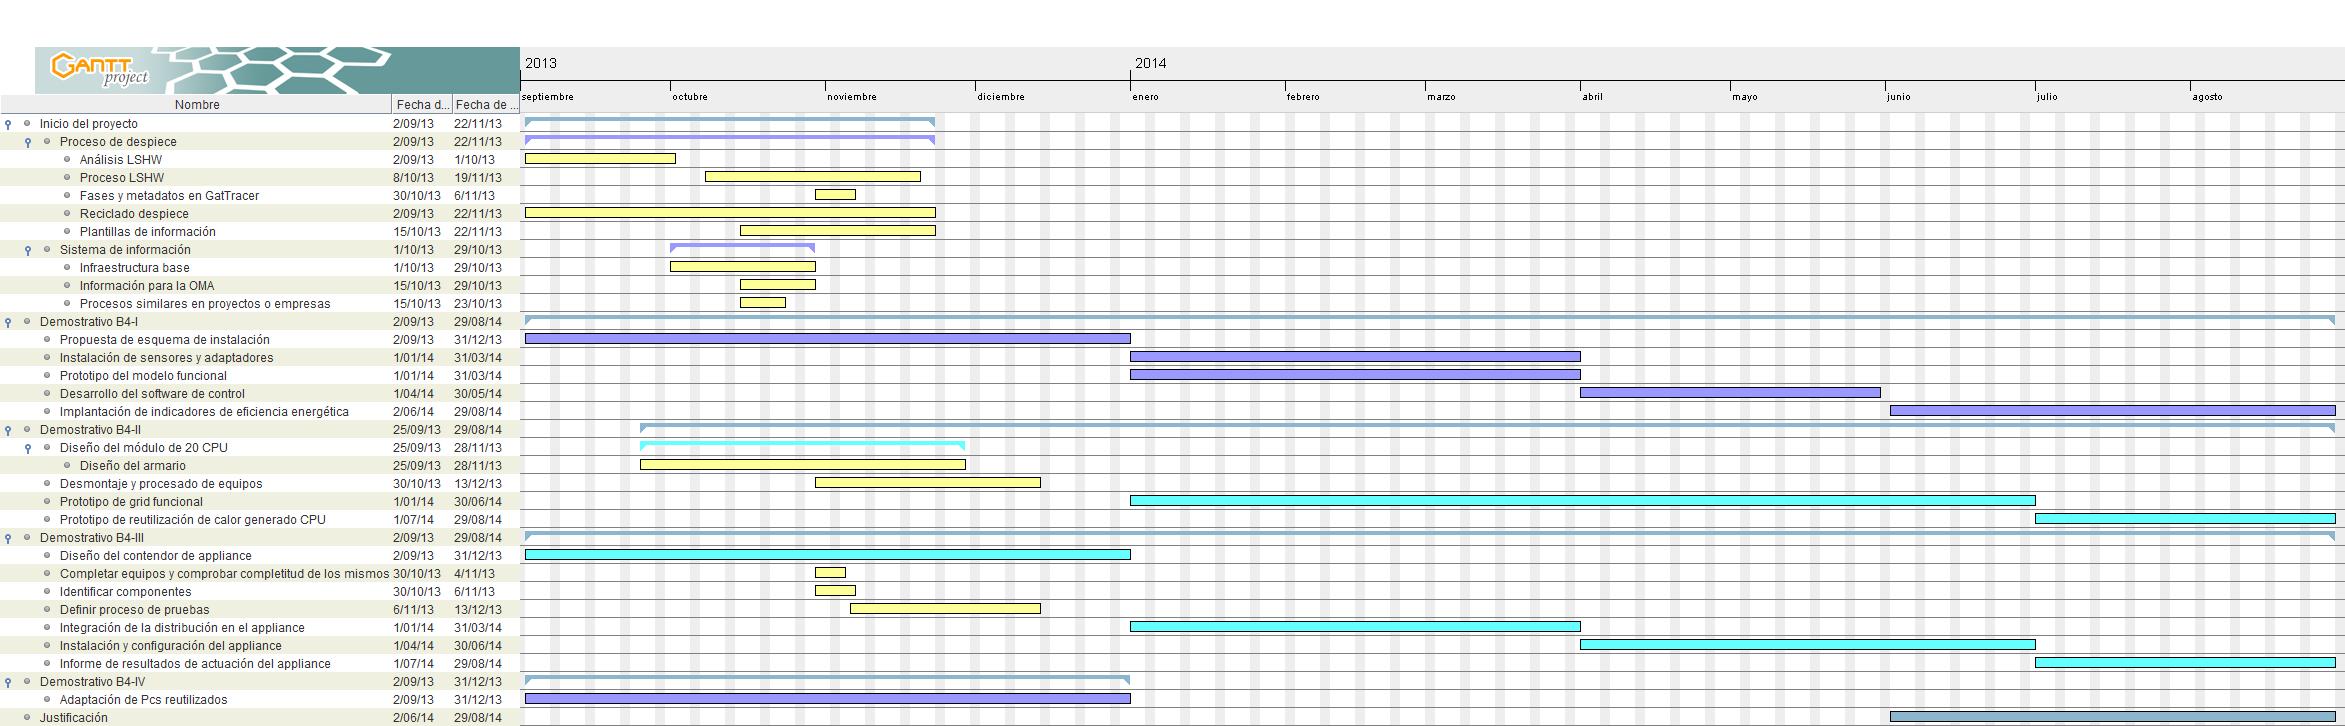 GANTT
project
2013 2014
septiembre octubre noviembre diciembre enero febrero marzo abril mayo junio julio agosto
Nombre Fecha d... Fecha de ...
Inicio del proyecto 2/09/13 22/11/13
Proceso de despiece 2/09/13 22/11/13
Análisis LSHW 2/09/13 1/10/13
Proceso LSHW 8/10/13 19/11/13
Fases y metadatos en GatTracer 30/10/13 6/11/13
Reciclado despiece 2/09/13 22/11/13
Plantillas de información 15/10/13 22/11/13
Sistema de información 1/10/13 29/10/13
Infraestructura base 1/10/13 29/10/13
Información para la OMA 15/10/13 29/10/13
Procesos similares en proyectos o empresas 15/10/13 23/10/13
Demostrativo B4-I 2/09/13 29/08/14
Propuesta de esquema de instalación 2/09/13 31/12/13
Instalación de sensores y adaptadores 1/01/14 31/03/14
Prototipo del modelo funcional 1/01/14 31/03/14
Desarrollo del software de control 1/04/14 30/05/14
Implantación de indicadores de eficiencia energética 2/06/14 29/08/14
Demostrativo B4-II 25/09/13 29/08/14
Diseño del módulo de 20 CPU 25/09/13 28/11/13
Diseño del armario 25/09/13 28/11/13
Desmontaje y procesado de equipos 30/10/13 13/12/13
Prototipo de grid funcional 1/01/14 30/06/14
Prototipo de reutilización de calor generado CPU 1/07/14 29/08/14
Demostrativo B4-III 2/09/13 29/08/14
Diseño del contendor de appliance 2/09/13 31/12/13
Completar equipos y comprobar completitud de los mismos 30/10/13 4/11/13
Identificar componentes 30/10/13 6/11/13
Definir proceso de pruebas 6/11/13 13/12/13
Integración de la distribución en el appliance 1/01/14 31/03/14
Instalación y configuración del appliance 1/04/14 30/06/14
Informe de resultados de actuación del appliance 1/07/14 29/08/14
Demostrativo B4-IV 2/09/13 31/12/13
Adaptación de Pcs reutilizados 2/09/13 31/12/13
Justificación 2/06/14 29/08/14